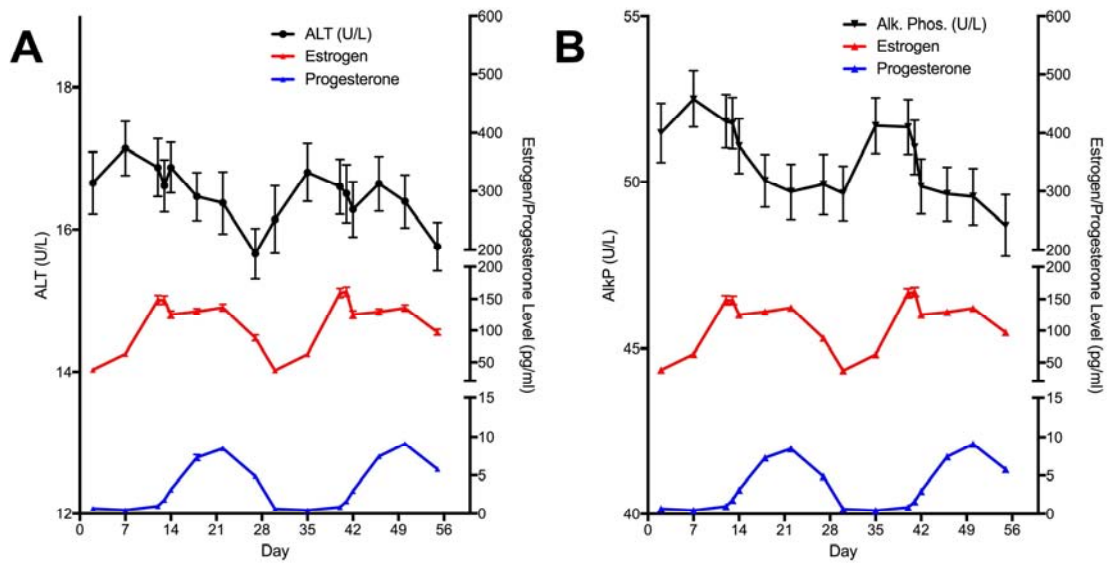 A
ALT (U/L)
Estrogen
Progesterone
18
16
14
12
ALT (U/L)
600
500
400
300
200
200
150
100
50
15
10
5
0
Estrogen/Progesterone Level (pg/ml)
0 7 14 21 28 35 42 49 56
Day
B
Alk. Phos. (U/L)
Estrogen
Progesterone
55
50
45
40
AlkP (U/L)
600
500
400
300
200
200
150
100
50
15
10
5
0
Estrogen/Progesterone Level (pg/ml)
0 7 14 21 28 35 42 49 56
Day